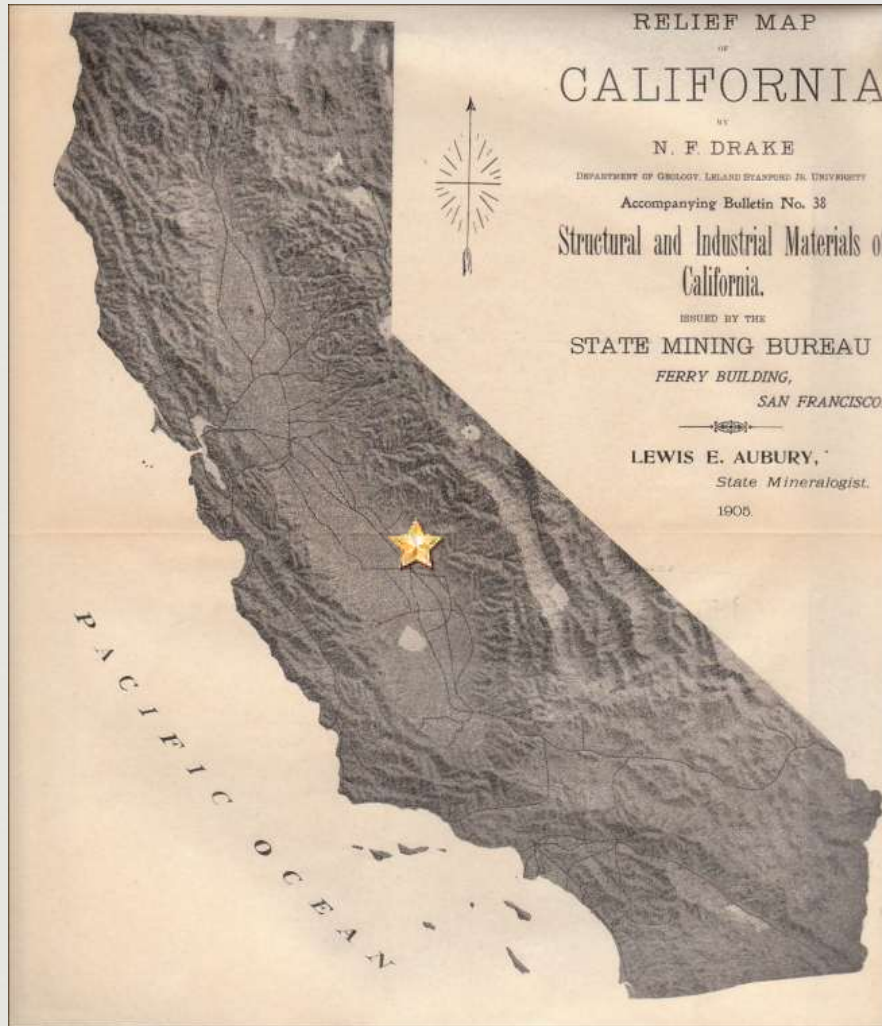 RELIEF MAP
OF
CALIFORNIA
BY
N. F. DRAKE
DEPARTMENT OF GEOLOGY, LELAND STANFORD JR. UNIVERSITY
Accompanying Bulletin No. 38
Structural and Industrial Materials of
California.
ISSUED BY THE
STATE MINING BUREAU
FERRY BUILDING,
SAN FRANCISCO.
LEWIS E. AUBURY,
State Mineralogist.
1905.
PACIFIC OCEAN